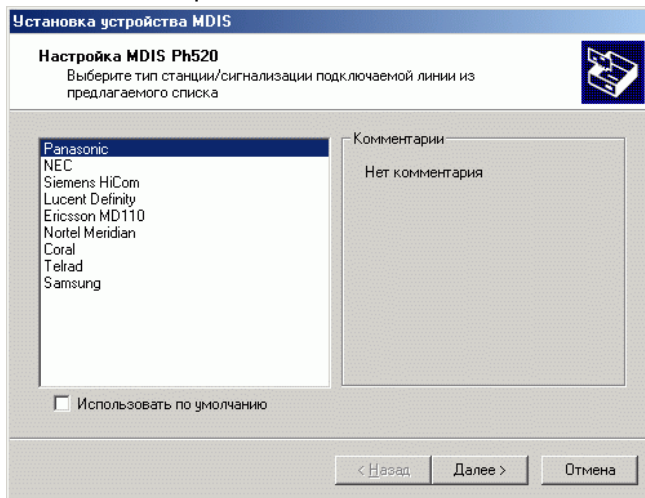 Установка устройства MDIS
Настройка MDIS Ph520
Выберите тип станции/сигнализации подключаемой линии из
предлагаемого списка
Panasonic
NEC
Siemens HiCom
Lucent Definity
Ericsson MD110
Nortel Meridian
Coral
Telrad
Samsung
Комментарии
Нет комментария
Использовать по умолчанию
< Назад
Далее >
Отмена